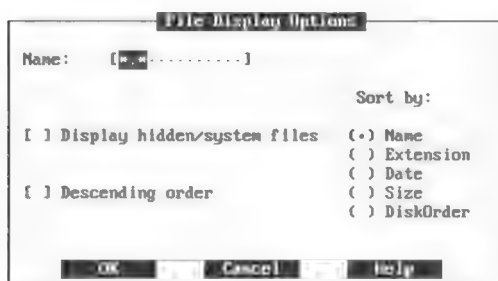 File Display Options
Name: [*.*··········]
Sort by:
[ ] Display hidden/system files (•) Name
( ) Extension
( ) Date
[ ] Descending order ( ) Size
( ) DiskOrder
OK Cancel Help